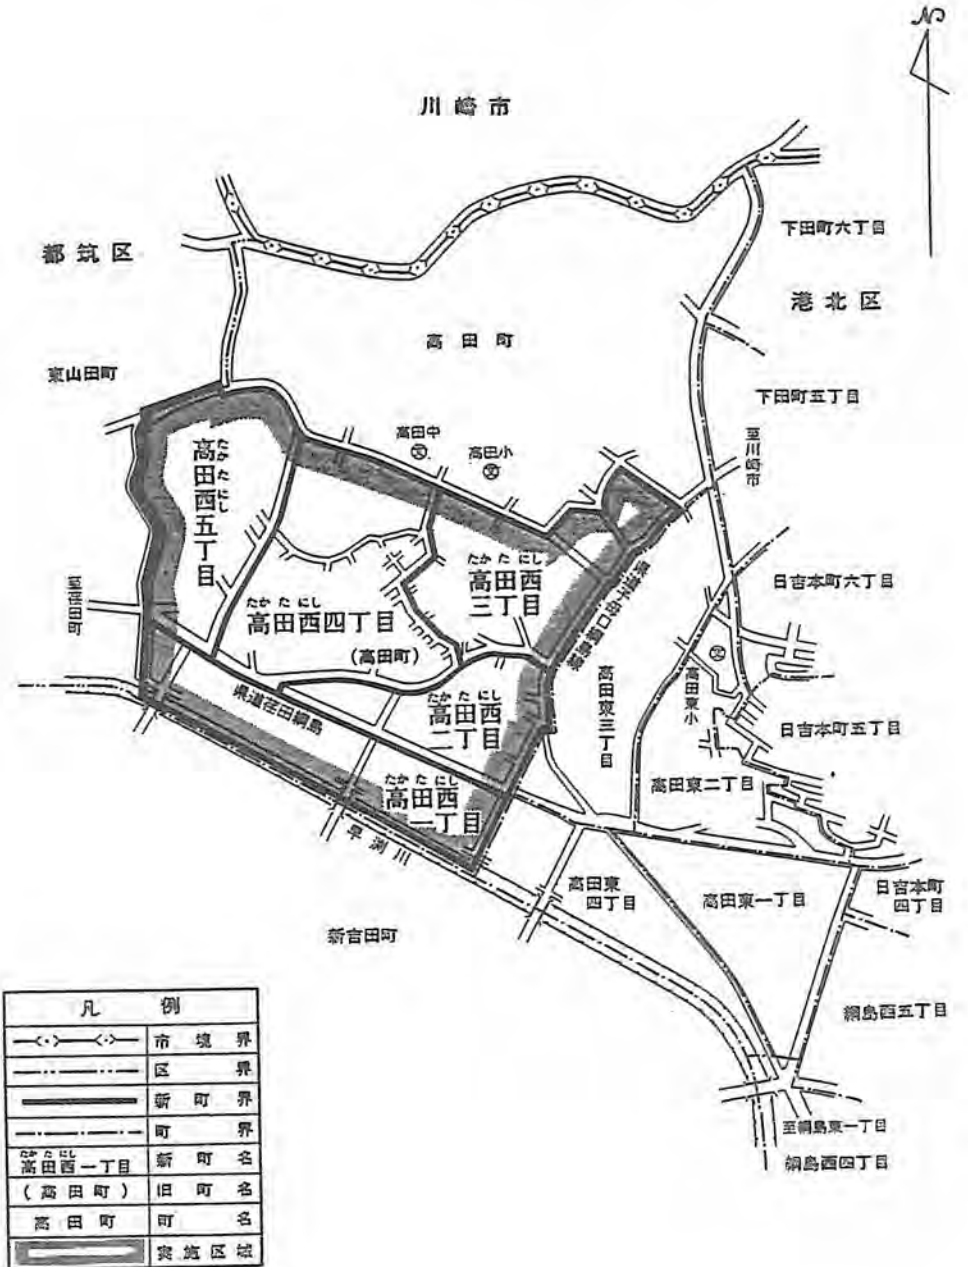 N
川崎市
都筑区
下田町六丁目
港北区
高田町
東山田町
下田町五丁目
高田中
文
高田小
文
至川崎市
たかたにし
高田西五丁目
たかたにし
高田西
三丁目
県道子母口綱島線
日吉本町六丁目
至荏田町
たかたにし
高田西四丁目
(高田町)
文
高田東小
高田東三丁目
県道荏田綱島
たかたにし
高田西
二丁目
日吉本町五丁目
たかたにし
高田西
一丁目
高田東二丁目
早渕川
高田東
四丁目
高田東一丁目
日吉本町
四丁目
新吉田町
綱島西五丁目
至綱島東一丁目
綱島西四丁目
凡例
市境界
区界
新町界
町界
たかたにし
高田西一丁目 新町名
(高田町) 旧町名
高田町 町名
実施区域